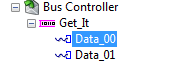 Bus Controller
Get_It
Data_00
Data_01